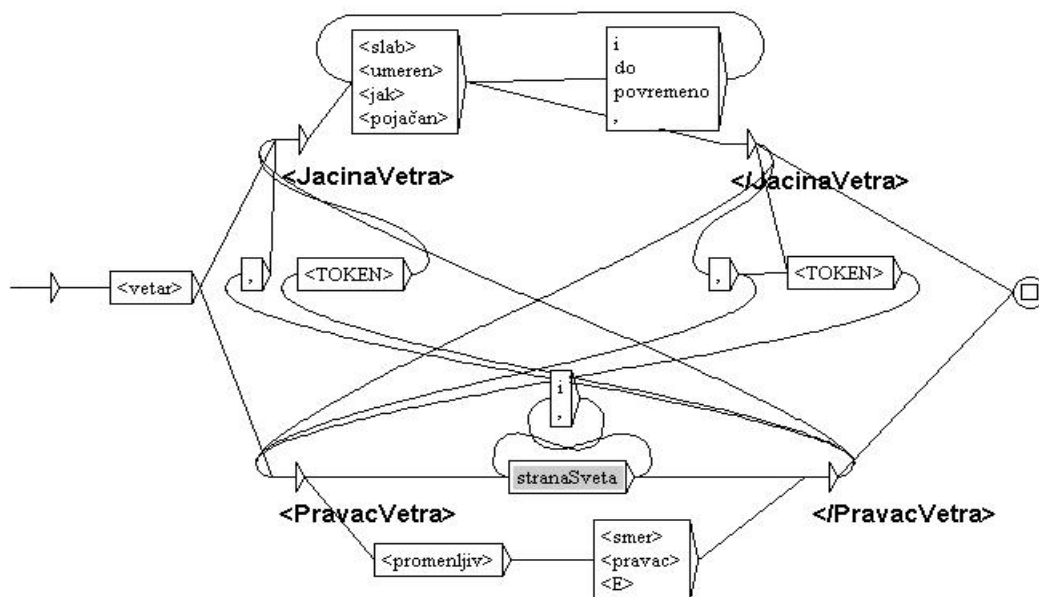 <slab>
<umeren>
<jak>
<pojačan>
i
do
povremeno
,
<JacinaVetra>
</JacinaVetra>
<vetar>
,
<TOKEN>
,
<TOKEN>
i
,
stranaSveta
<PravacVetra>
</PravacVetra>
<promenljiv>
<smer>
<pravac>
<E>